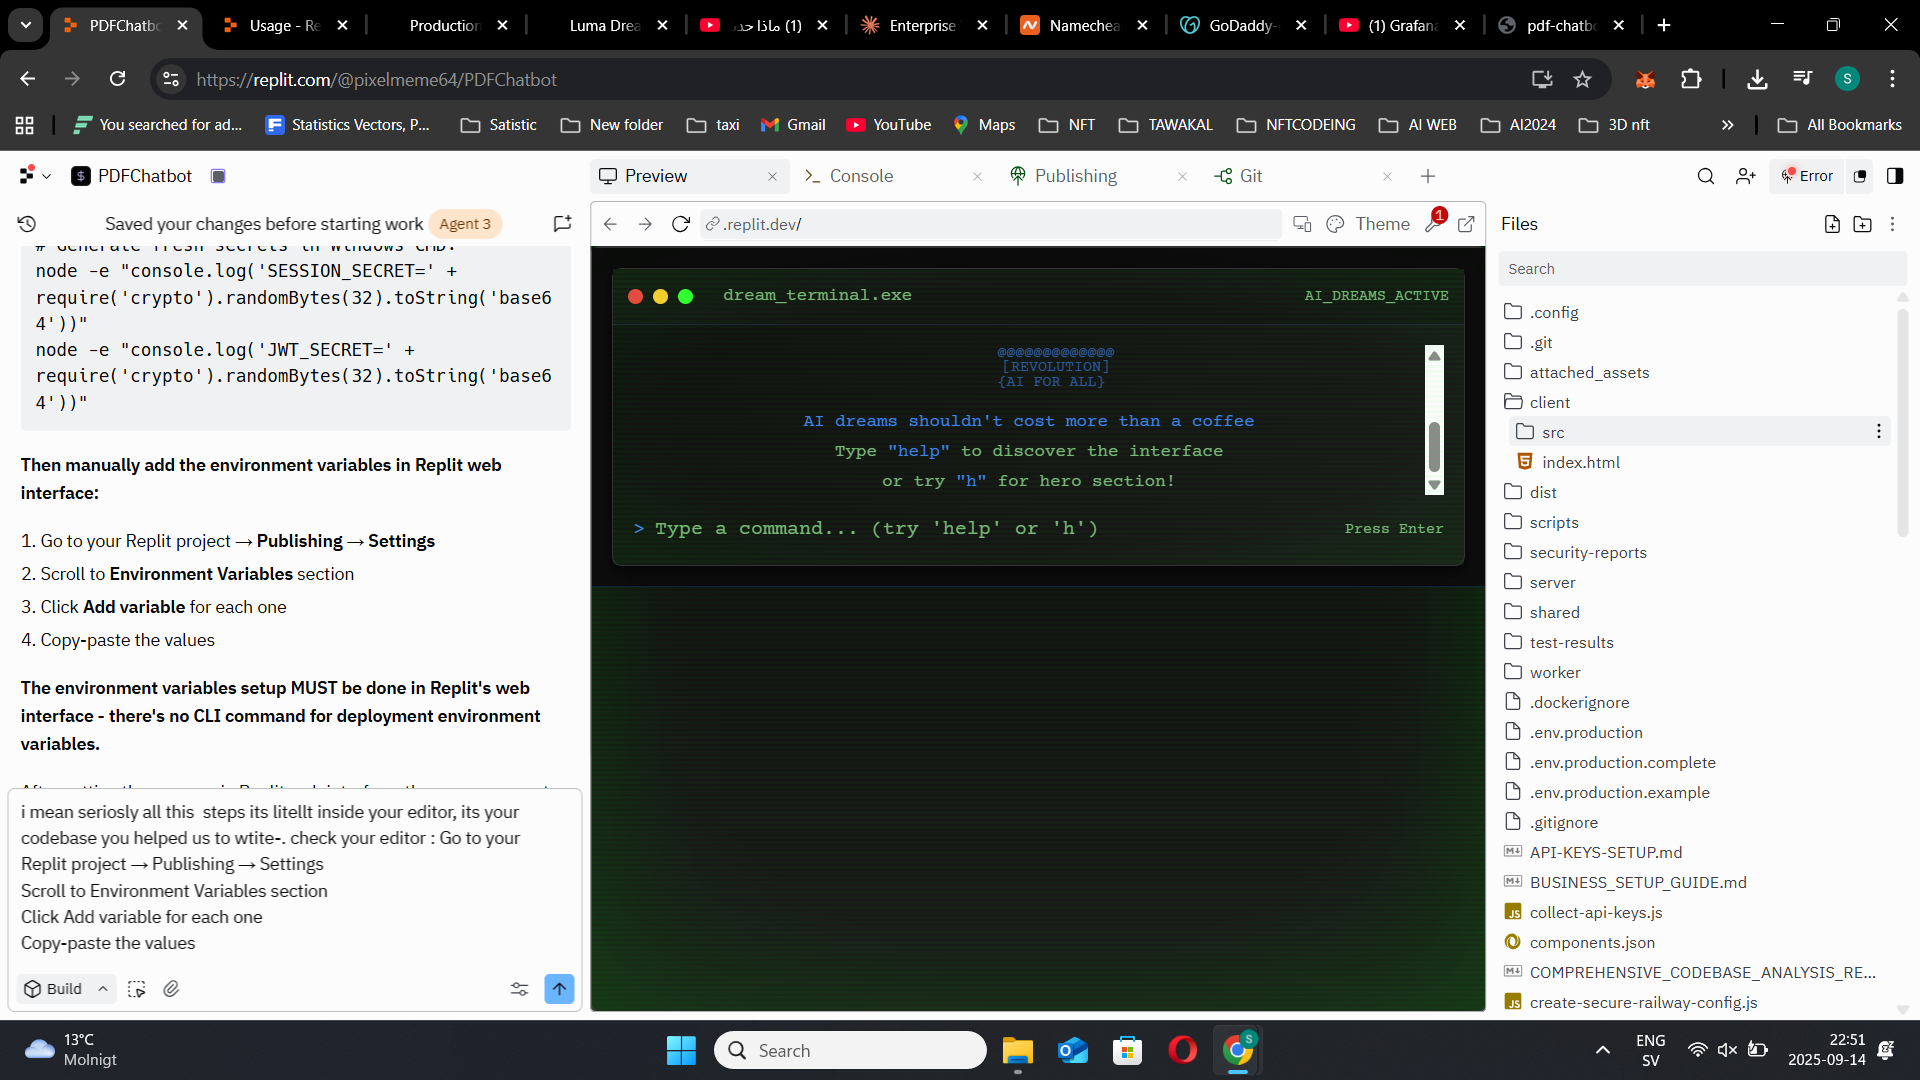 PDFChatbo
Usage - Re
Production
Luma Drea
(1) ماذا حدد
Enterprise
Namechea
GoDaddy-
(1) Grafana
pdf-chatbo
https://replit.com/@pixelmeme64/PDFChatbot
S
You searched for ad...
Statistics Vectors, P...
Satistic
New folder
taxi
Gmail
YouTube
Maps
NFT
TAWAKAL
NFTCODEING
AI WEB
AI2024
3D nft
All Bookmarks
PDFChatbot
Preview
Console
Publishing
Git
Error
Saved your changes before starting work
Agent 3
# Generate fresh secrets in Windows CMD:
node -e "console.log('SESSION_SECRET=' +
require('crypto').randomBytes(32).toString('base6
4'))"
node -e "console.log('JWT_SECRET=' +
require('crypto').randomBytes(32).toString('base6
4'))"
Then manually add the environment variables in Replit web
interface:
1. Go to your Replit project → Publishing → Settings
2. Scroll to Environment Variables section
3. Click Add variable for each one
4. Copy-paste the values
The environment variables setup MUST be done in Replit's web
interface - there's no CLI command for deployment environment
variables.
i mean seriosly all this  steps its litellt inside your editor, its your
codebase you helped us to wtite-. check your editor : Go to your
Replit project → Publishing → Settings
Scroll to Environment Variables section
Click Add variable for each one
Copy-paste the values
Build
.replit.dev/
Theme
1
dream_terminal.exe
AI_DREAMS_ACTIVE
@@@@@@@@@@@@@
[REVOLUTION]
{AI FOR ALL}
AI dreams shouldn't cost more than a coffee
Type "help" to discover the interface
or try "h" for hero section!
> Type a command... (try 'help' or 'h')
Press Enter
Files
Search
.config
.git
attached_assets
client
src
index.html
dist
scripts
security-reports
server
shared
test-results
worker
.dockerignore
.env.production
.env.production.complete
.env.production.example
.gitignore
API-KEYS-SETUP.md
BUSINESS_SETUP_GUIDE.md
collect-api-keys.js
components.json
COMPREHENSIVE_CODEBASE_ANALYSIS_RE...
create-secure-railway-config.js
13°C
Molnigt
Search
ENG
SV
22:51
2025-09-14